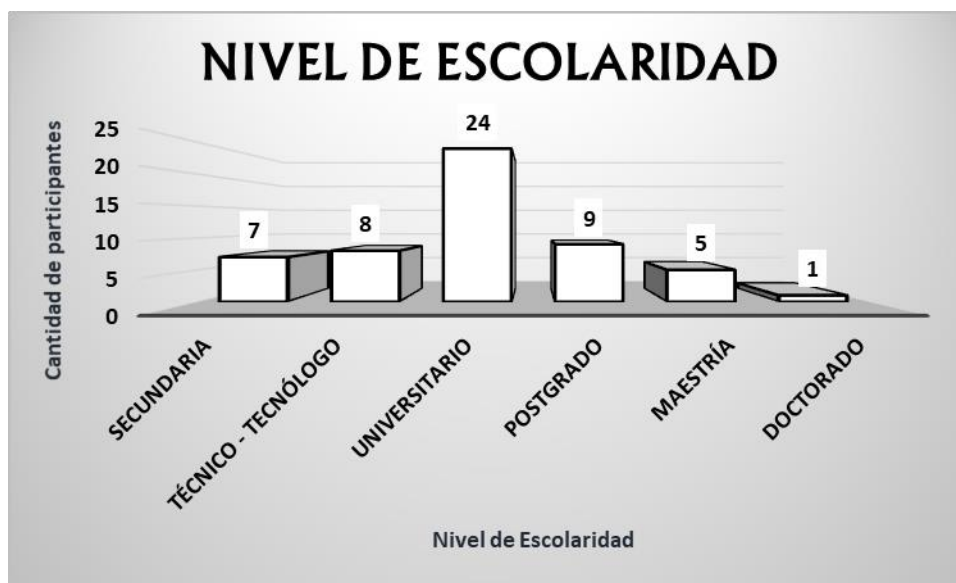 NIVEL DE ESCOLARIDAD
Cantidad de participantes
25
20
15
10
5
0
7
8
24
9
5
1
SECUNDARIA
TÉCNICO - TECNÓLOGO
UNIVERSITARIO
POSTGRADO
MAESTRÍA
DOCTORADO
Nivel de Escolaridad